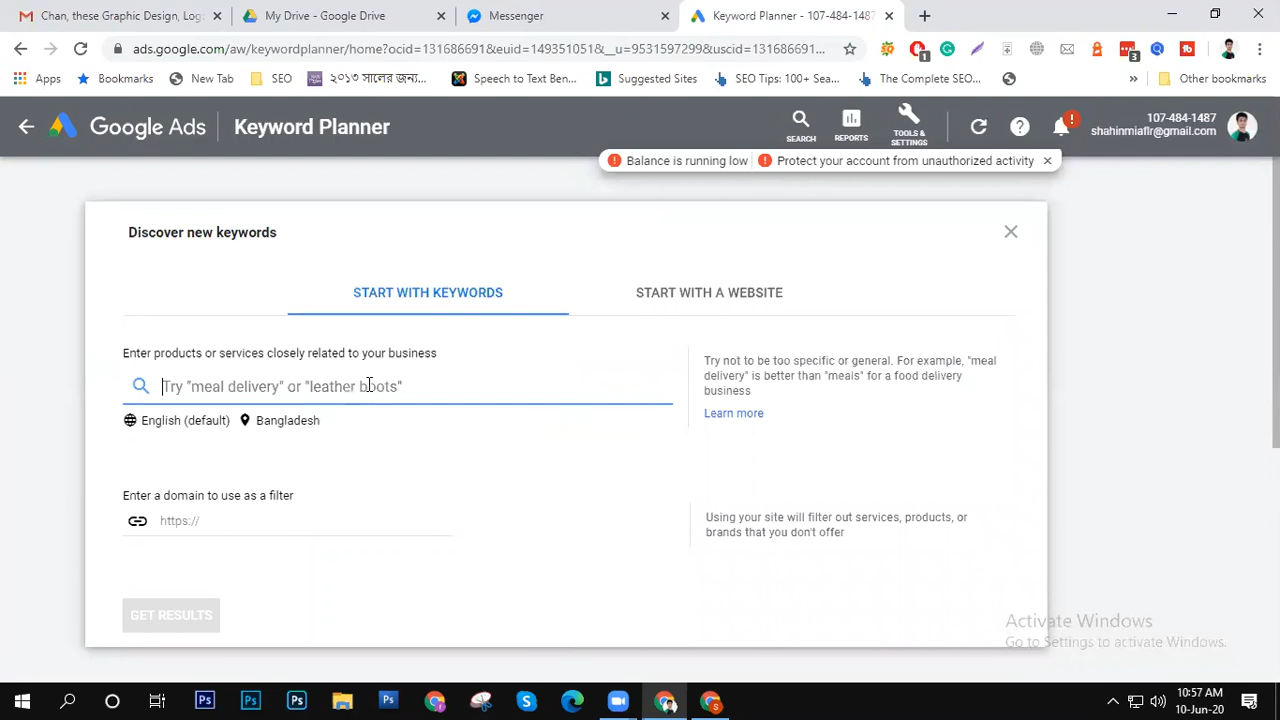 Chan, these Graphic Design, Log
My Drive - Google Drive
Messenger
Keyword Planner - 107-484-1487
ads.google.com/aw/keywordplanner/home?ocid=131686691&euid=149351051&__u=9531597299&uscid=131686691...
Apps
Bookmarks
New Tab
SEO
২০১৩ সালের জন্য...
Speech to Text Ben...
Suggested Sites
SEO Tips: 100+ Sea...
The Complete SEO...
Other bookmarks
Google Ads
Keyword Planner
SEARCH
REPORTS
TOOLS &
SETTINGS
107-484-1487
shahinmiaflr@gmail.com
Balance is running low
Protect your account from unauthorized activity
Discover new keywords
START WITH KEYWORDS
START WITH A WEBSITE
Enter products or services closely related to your business
Try "meal delivery" or "leather boots"
English (default)
Bangladesh
Try not to be too specific or general. For example, "meal
delivery" is better than "meals" for a food delivery
business
Learn more
Enter a domain to use as a filter
https://
Using your site will filter out services, products, or
brands that you don't offer
GET RESULTS
Activate Windows
Go to Settings to activate Windows.
10:57 AM
10-Jun-20